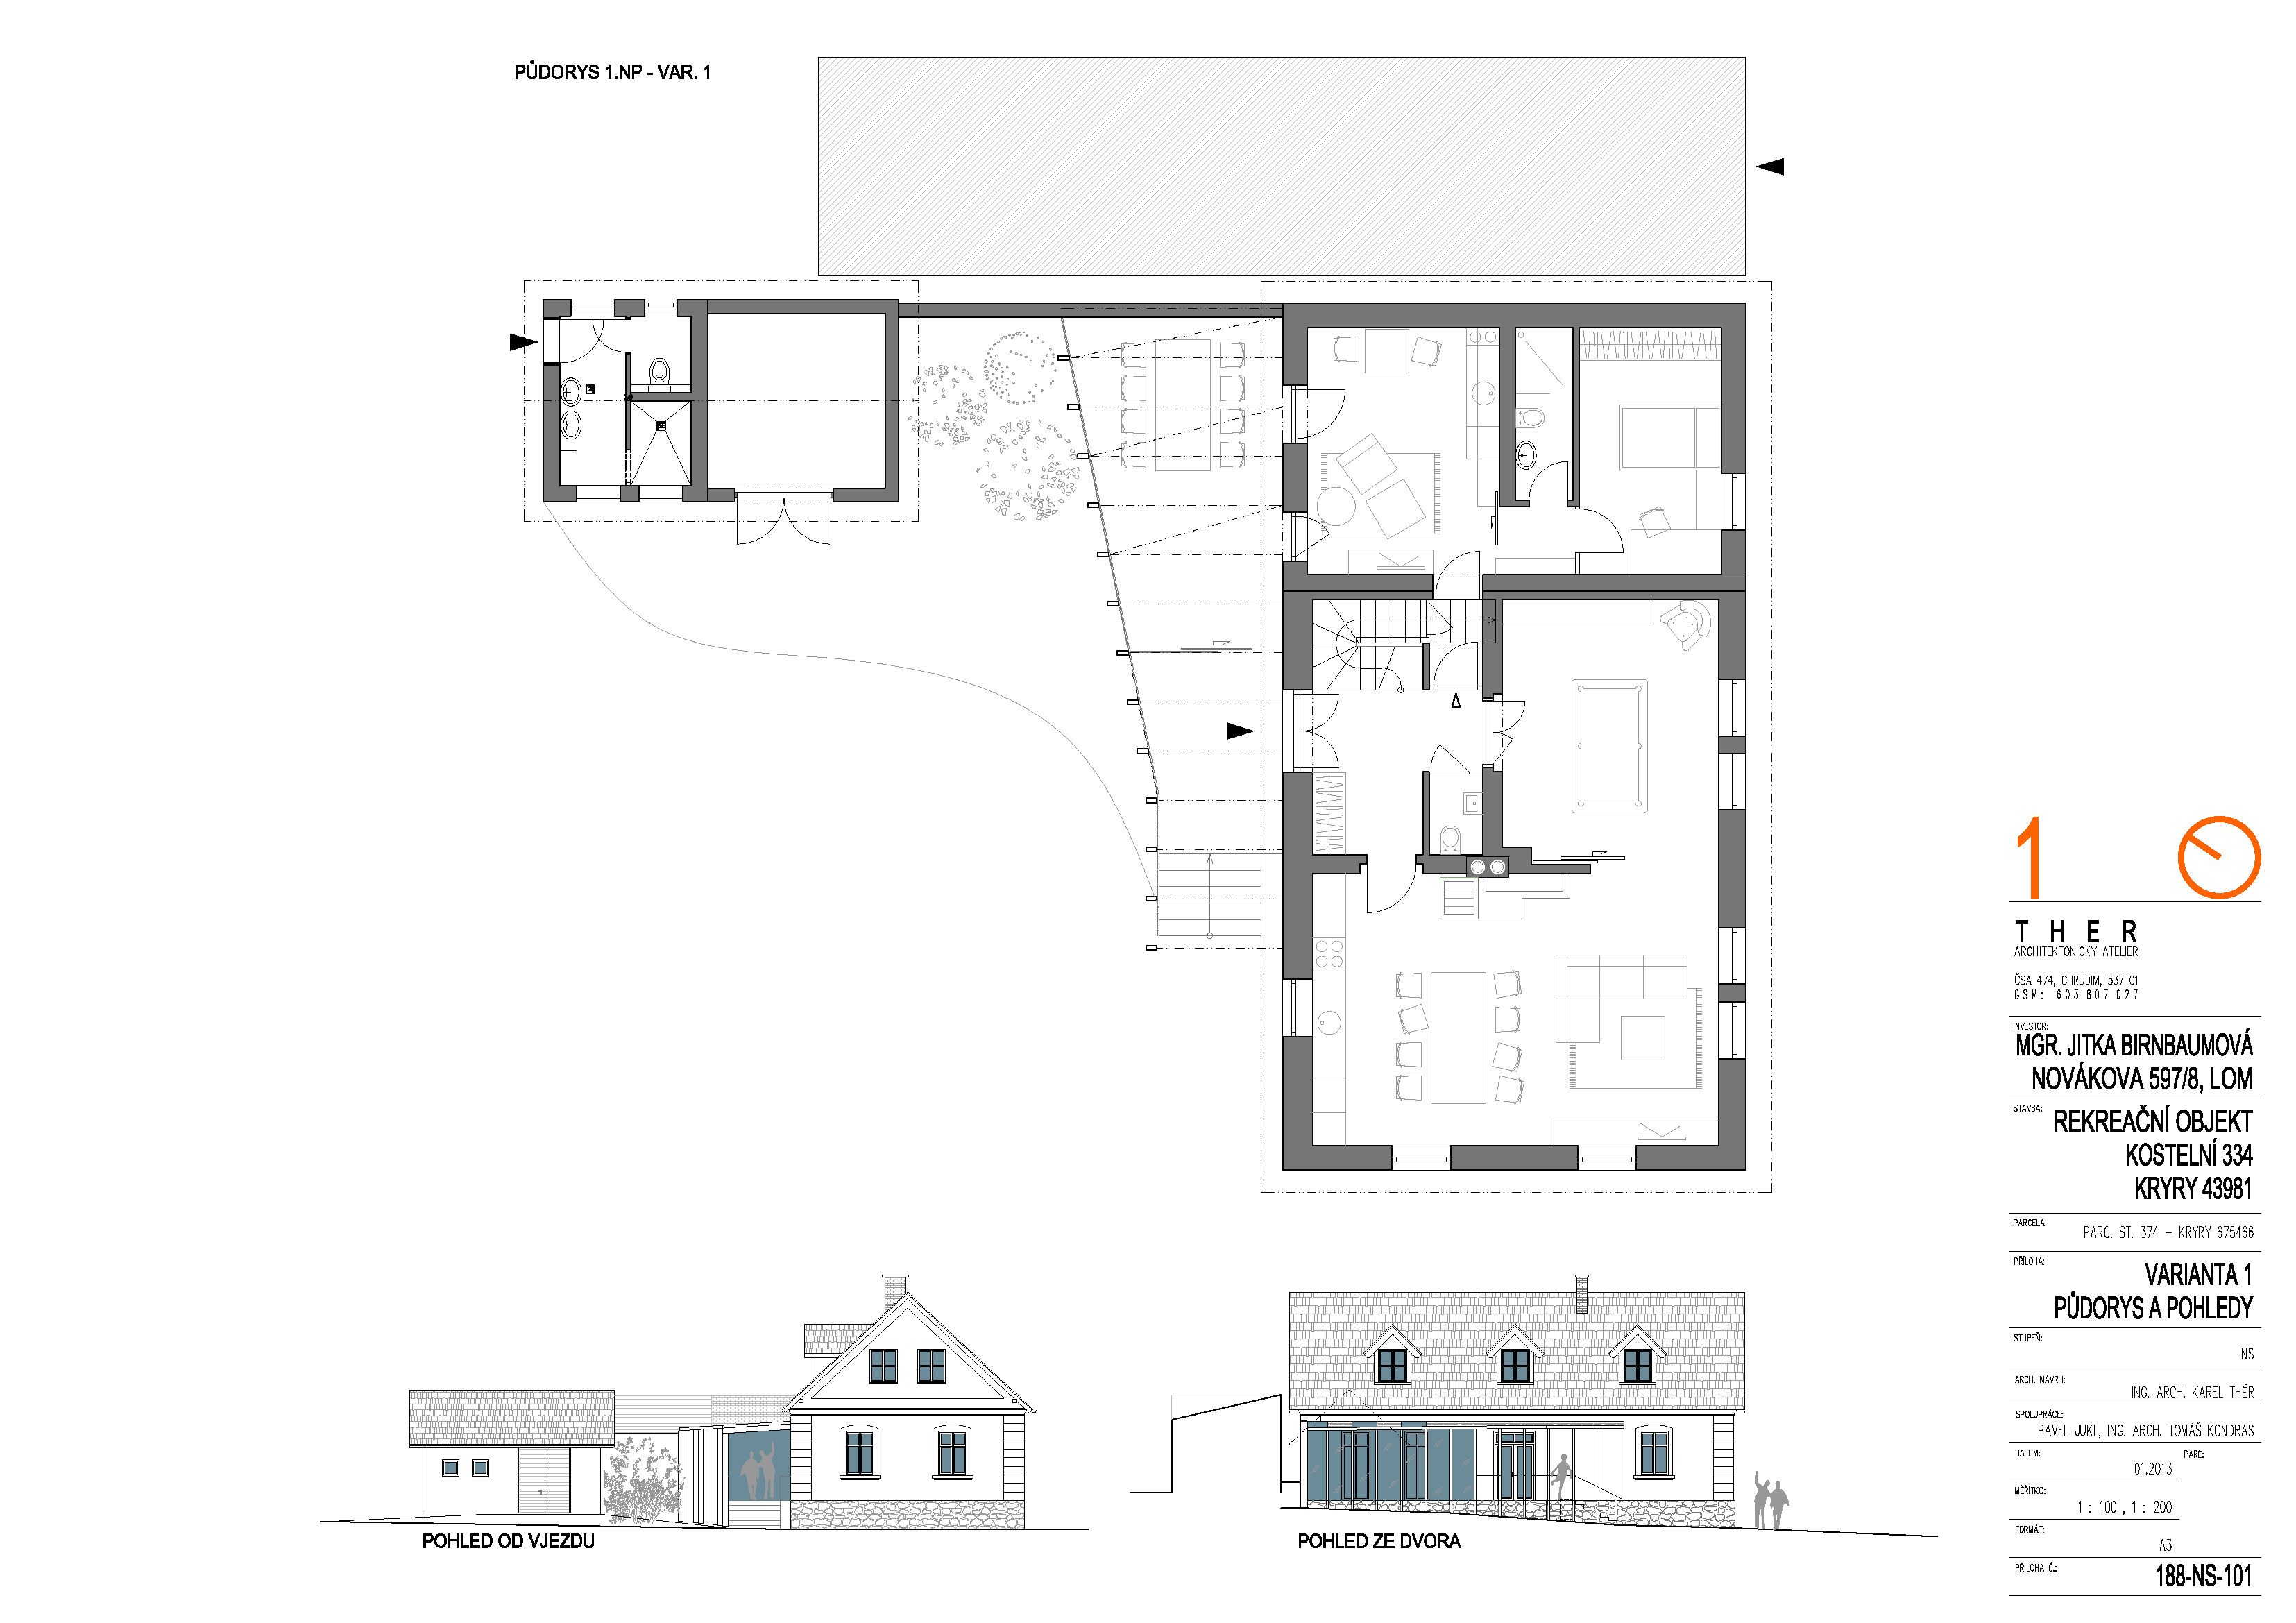 PŮDORYS 1.NP - VAR. 1
POHLED OD VJEZDU
POHLED ZE DVORA
1
THER
ARCHITEKTONICKÝ ATELIER
ČSA 474, CHRUDIM, 537 01
GSM: 603 807 027
INVESTOR:
MGR. JITKA BIRNBAUMOVÁ
NOVÁKOVA 597/8, LOM
STAVBA:
REKREAČNÍ OBJEKT
KOSTELNÍ 334
KRYRY 43981
PARCELA:
PARC. ST. 374 – KRYRY 675466
PŘÍLOHA:
VARIANTA 1
PŮDORYS A POHLEDY
STUPEŇ:
NS
ARCH. NÁVRH:
ING. ARCH. KAREL THÉR
SPOLUPRÁCE:
PAVEL JUKL, ING. ARCH. TOMÁŠ KONDRAS
DATUM: PARÉ:
01.2013
MĚŘÍTKO:
1 : 100 , 1 : 200
FORMÁT:
A3
PŘÍLOHA Č.:
188-NS-101